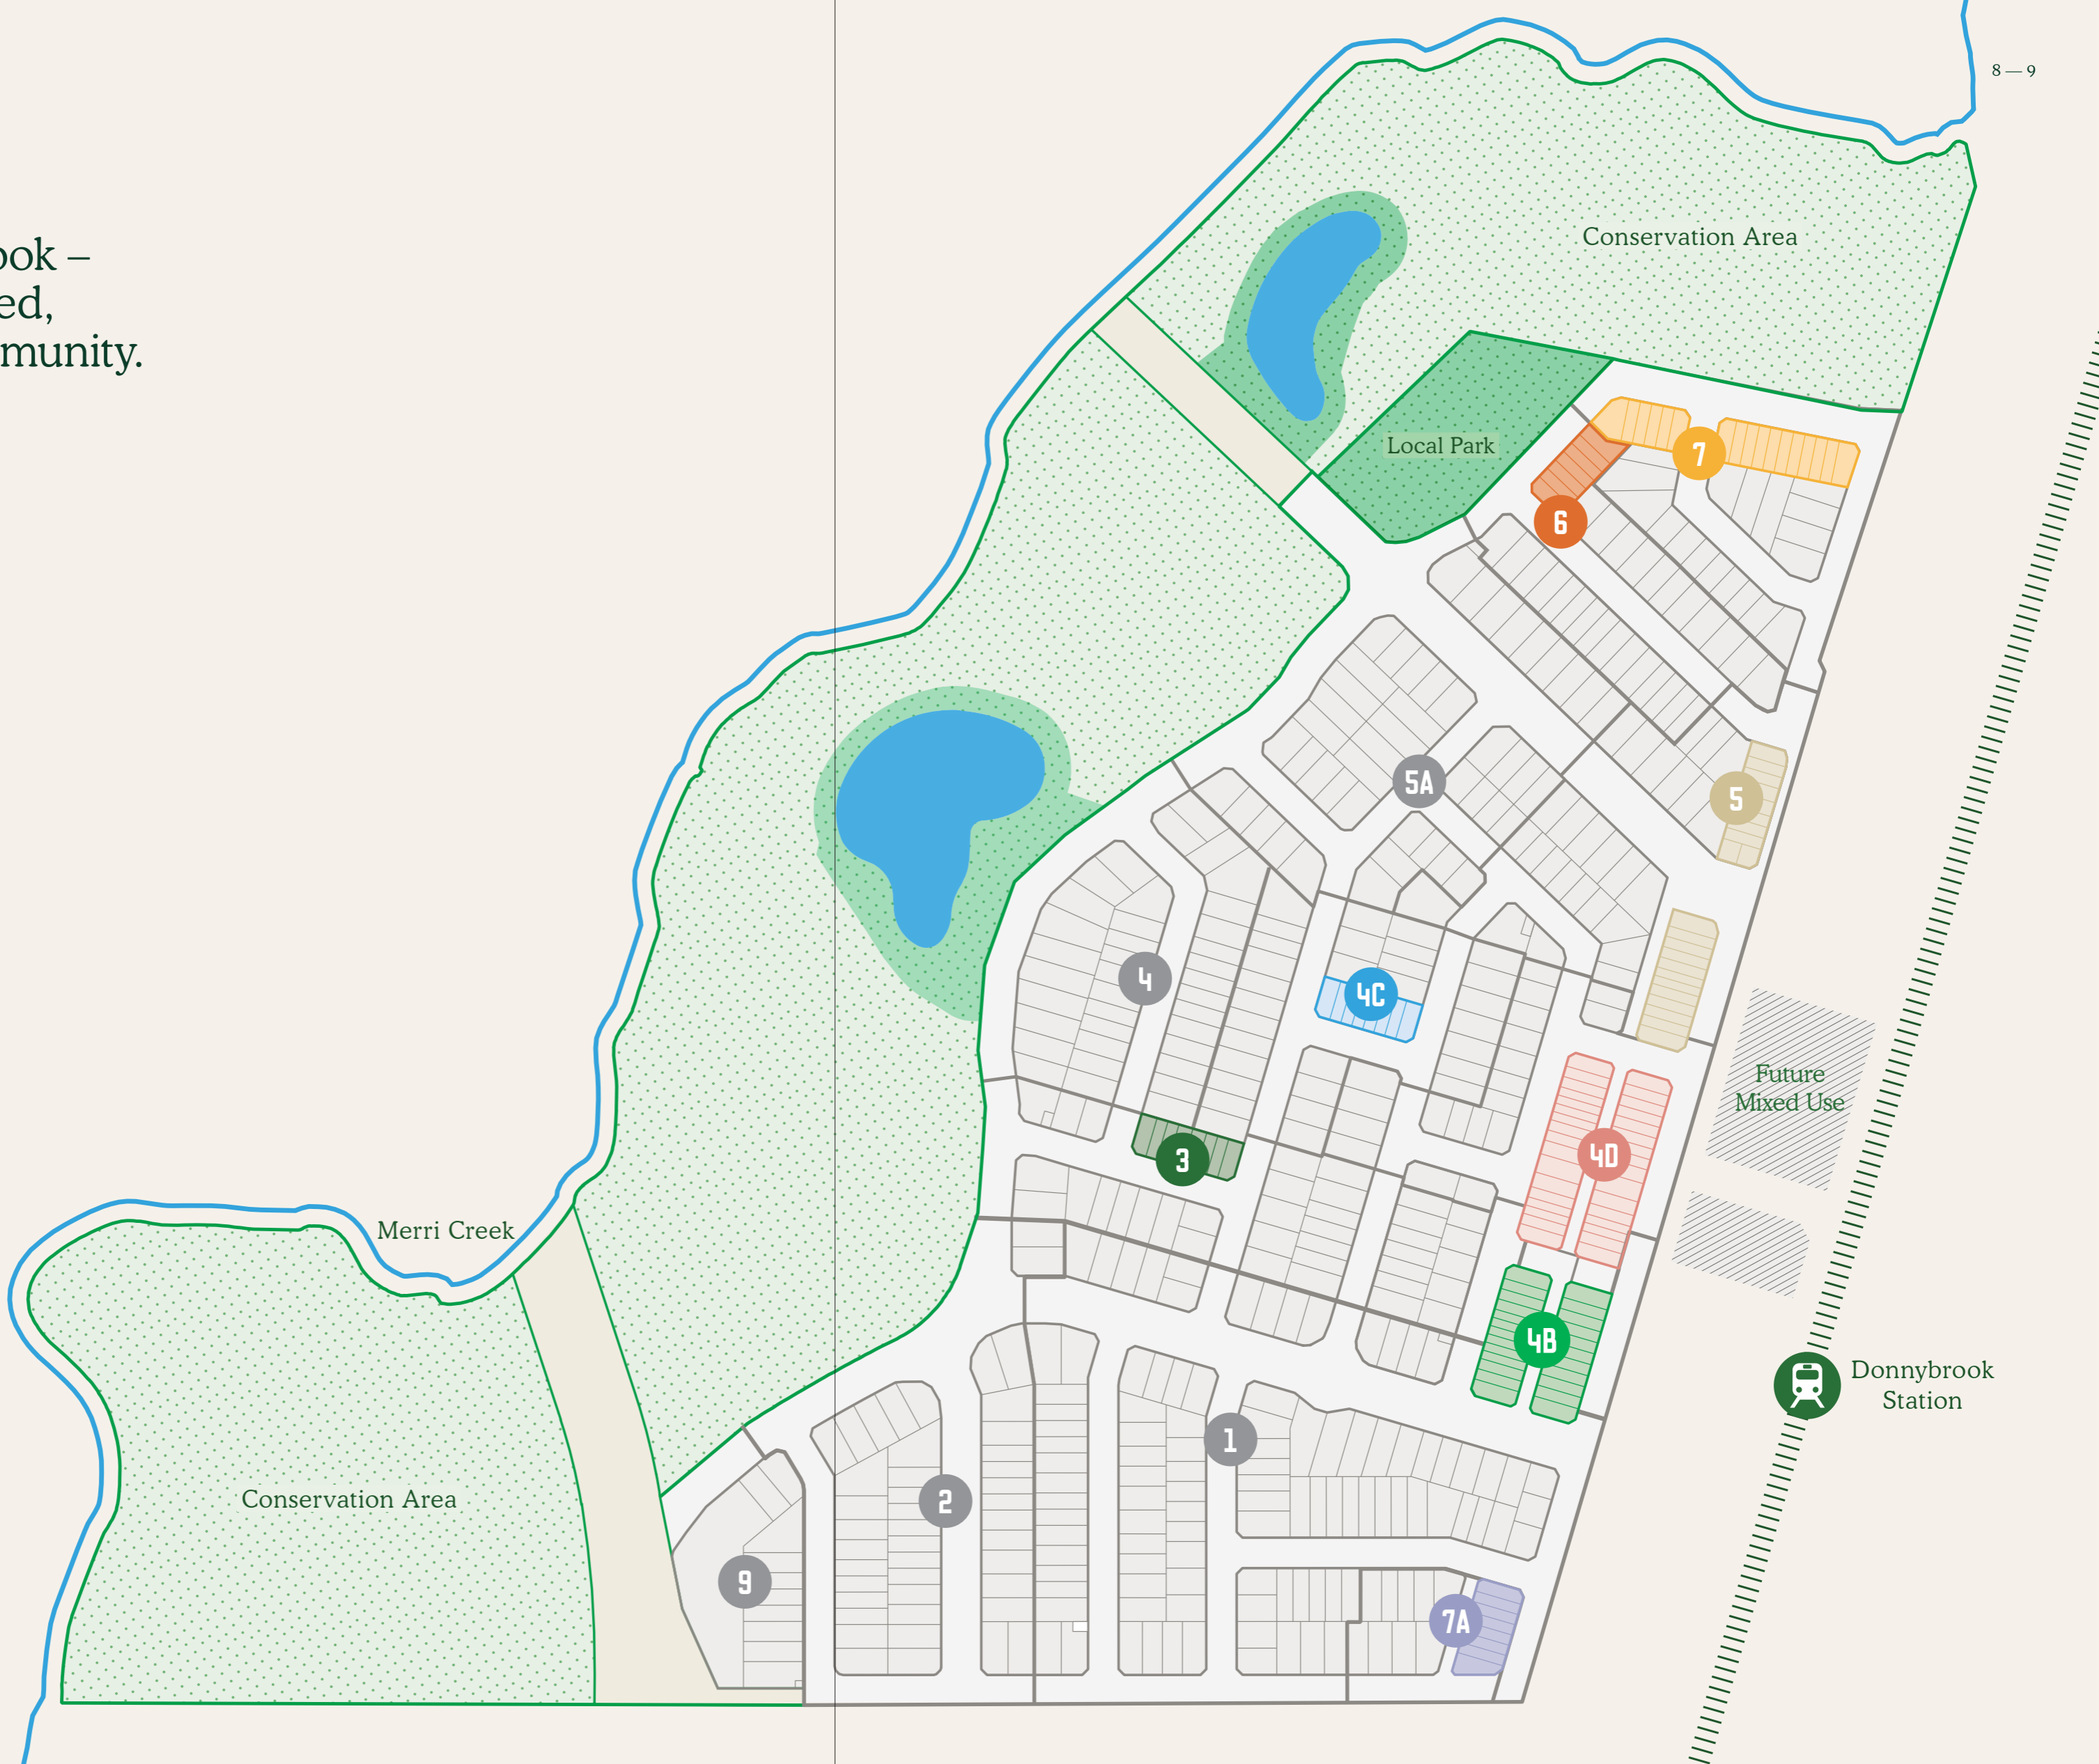 8 — 9
ook –
ed,
munity.
Conservation Area
Local Park
7
6
5A
5
4
4C
Future
Mixed Use
3
4D
Merri Creek
4B
Donnybrook
Station
1
Conservation Area
2
9
7A